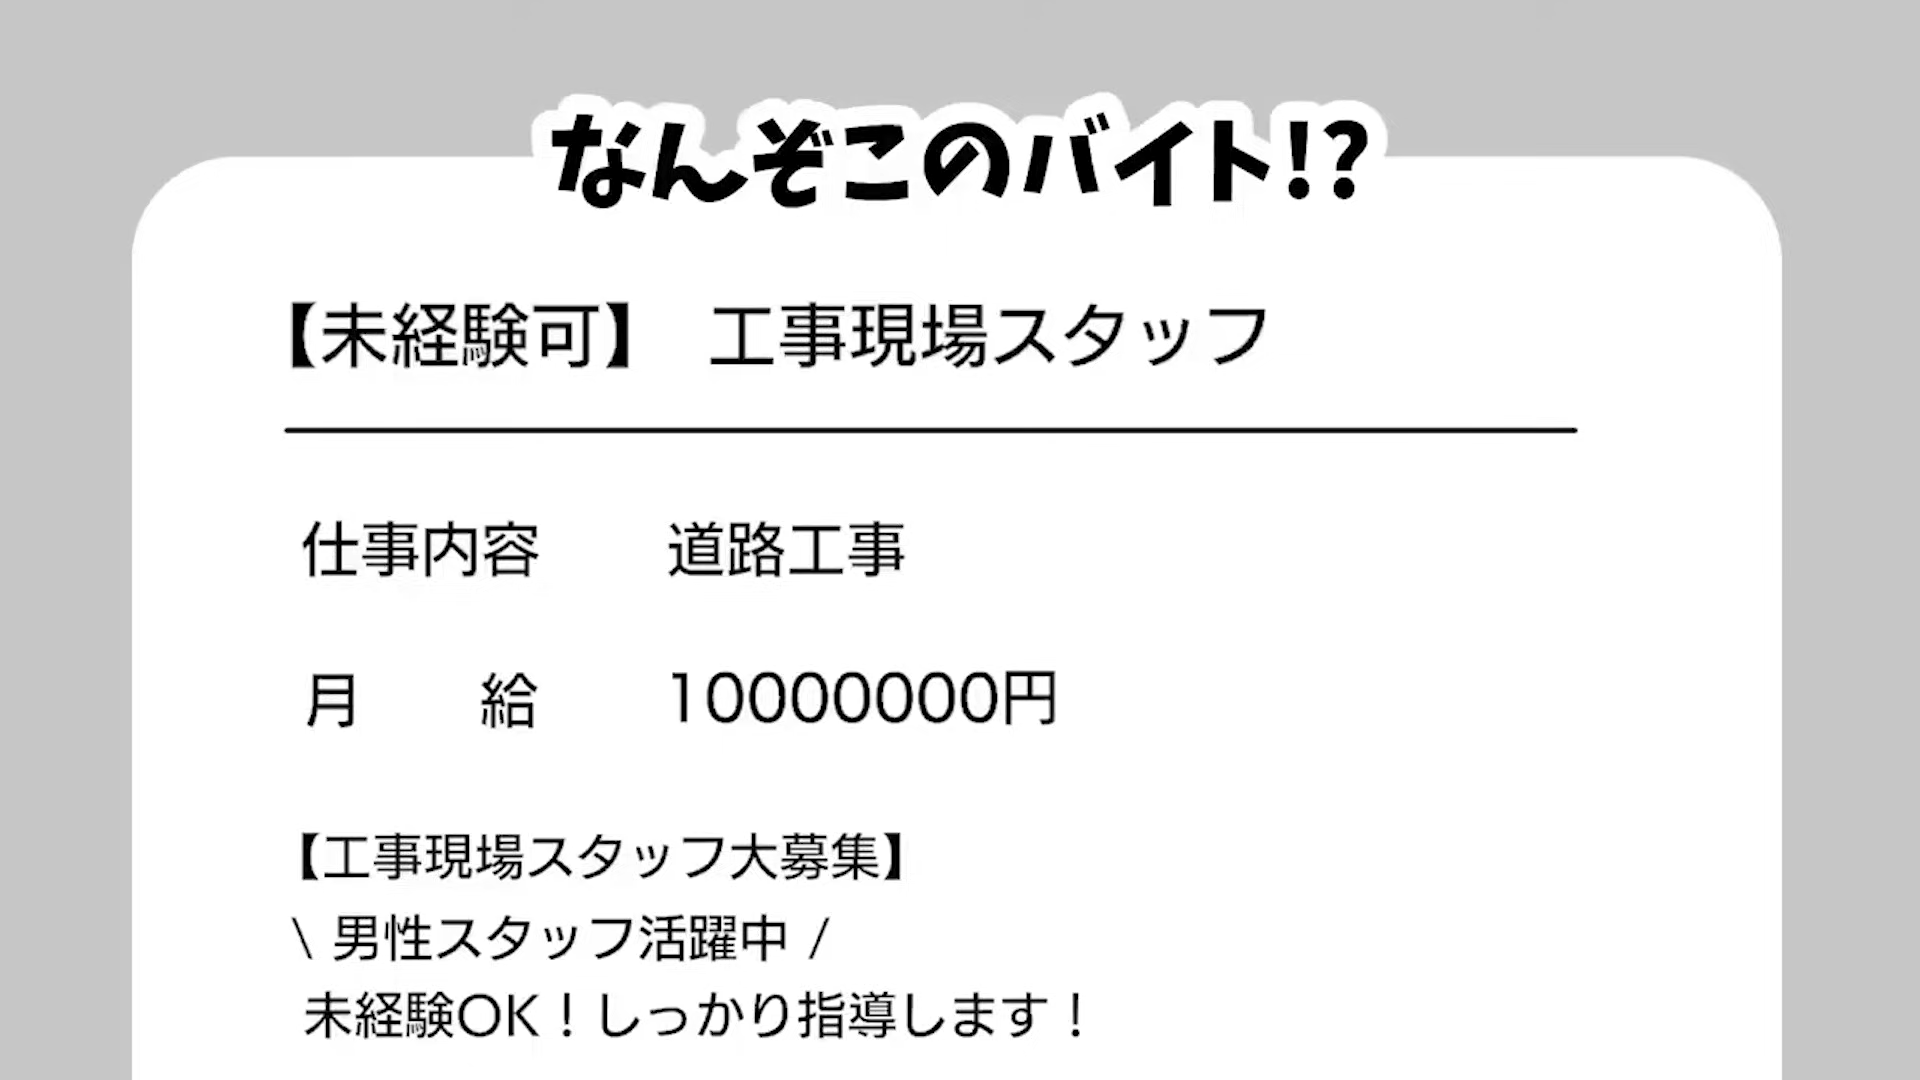 なんぞこのバイト!?
【未経験可】 工事現場スタッフ
仕事内容 道路工事
月 給 10000000円
【工事現場スタッフ大募集】
\ 男性スタッフ活躍中 /
未経験OK！しっかり指導します！